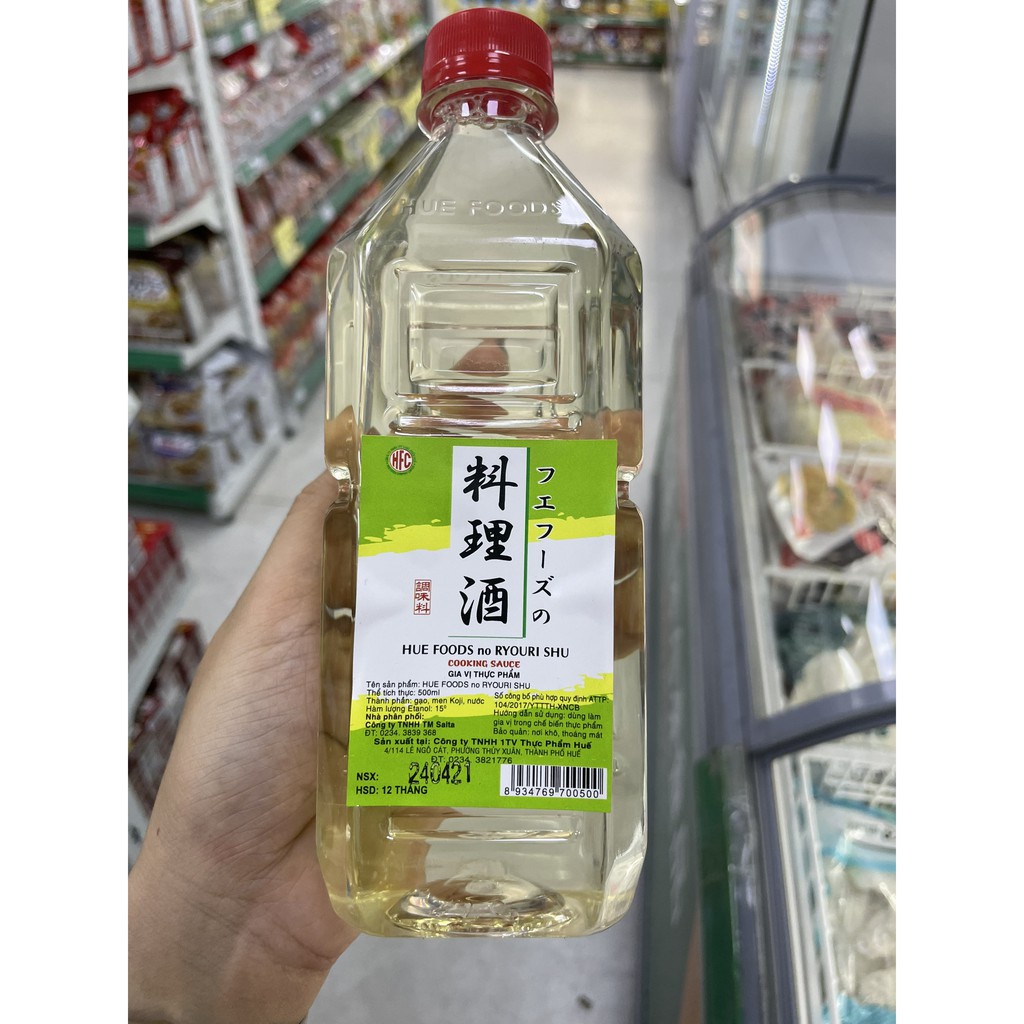 HUE FOODS
HFC
フエフーズの
料理酒
調味料
HUE FOODS no RYOURI SHU
COOKING SAUCE
GIA VỊ THỰC PHẨM
Tên sản phẩm: HUE FOODS no RYOURI SHU
Thể tích thực: 500ml
Thành phần: gạo, men Koji, nước
Hàm lượng Etanol: 15°
Nhà phân phối:
Công ty TNHH TM Salta
ĐT: 0234. 3839 368
Số công bố phù hợp quy định ATTP:
104/2017/YTTTH-XNCB
Hướng dẫn sử dụng: dùng làm
gia vị trong chế biến thực phẩm
Bảo quản: nơi khô, thoáng mát
Sản xuất tại: Công ty TNHH 1TV Thực Phẩm Huế
4/114 LÊ NGÔ CÁT, PHƯỜNG THỦY XUÂN, THÀNH PHỐ HUẾ
ĐT: 0234. 3821776
NSX: 240421
HSD: 12 THÁNG
8 934769 700500